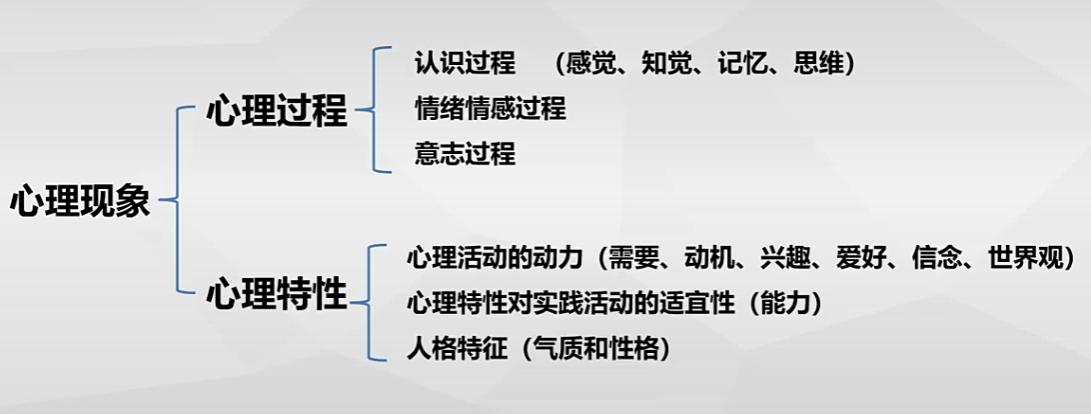 认识过程 （感觉、知觉、记忆、思维）
心理过程
情绪情感过程
意志过程
心理现象
心理活动的动力（需要、动机、兴趣、爱好、信念、世界观）
心理特性
心理特性对实践活动的适宜性（能力）
人格特征（气质和性格）